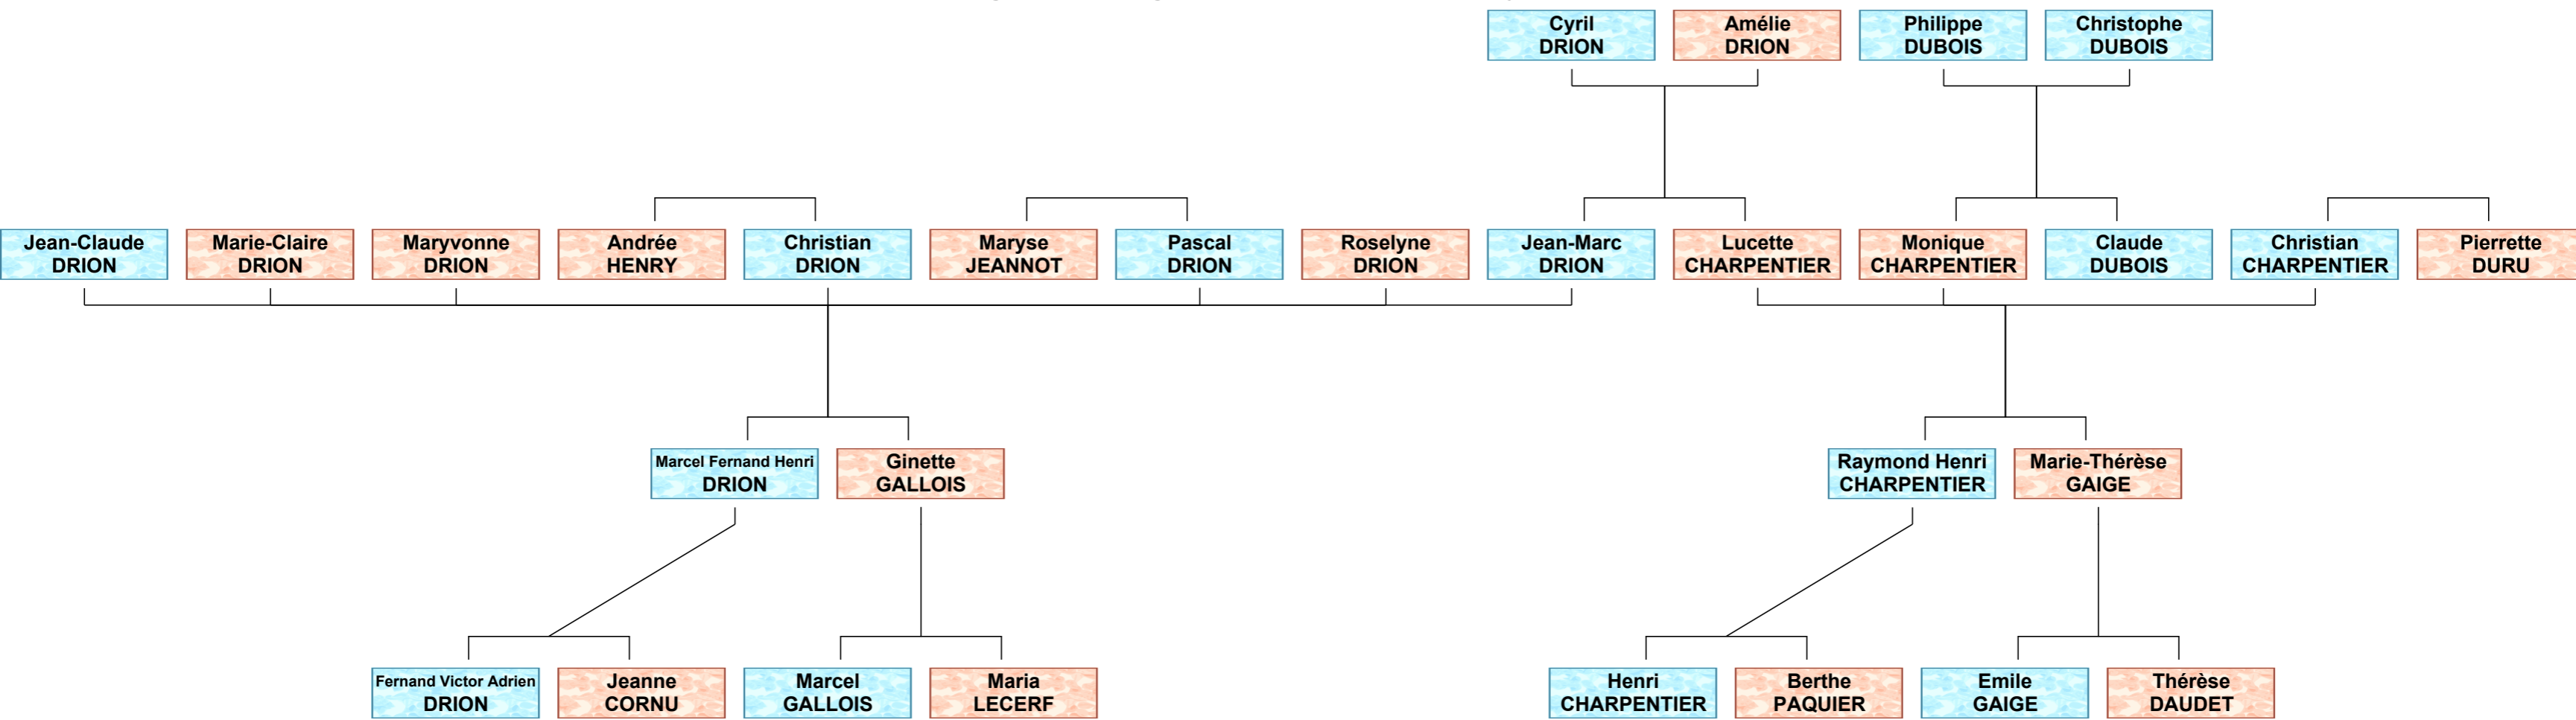 Cyril
DRION
Amélie
DRION
Philippe
DUBOIS
Christophe
DUBOIS
Jean-Claude
DRION
Marie-Claire
DRION
Maryvonne
DRION
Andrée
HENRY
Christian
DRION
Maryse
JEANNOT
Pascal
DRION
Roselyne
DRION
Jean-Marc
DRION
Lucette
CHARPENTIER
Monique
CHARPENTIER
Claude
DUBOIS
Christian
CHARPENTIER
Pierrette
DURU
Marcel Fernand Henri
DRION
Ginette
GALLOIS
Raymond Henri
CHARPENTIER
Marie-Thérèse
GAIGE
Fernand Victor Adrien
DRION
Jeanne
CORNU
Marcel
GALLOIS
Maria
LECERF
Henri
CHARPENTIER
Berthe
PAQUIER
Emile
GAIGE
Thérèse
DAUDET